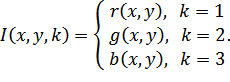 I(x, y, k) = { r(x, y), k = 1
g(x, y), k = 2.
b(x, y), k = 3